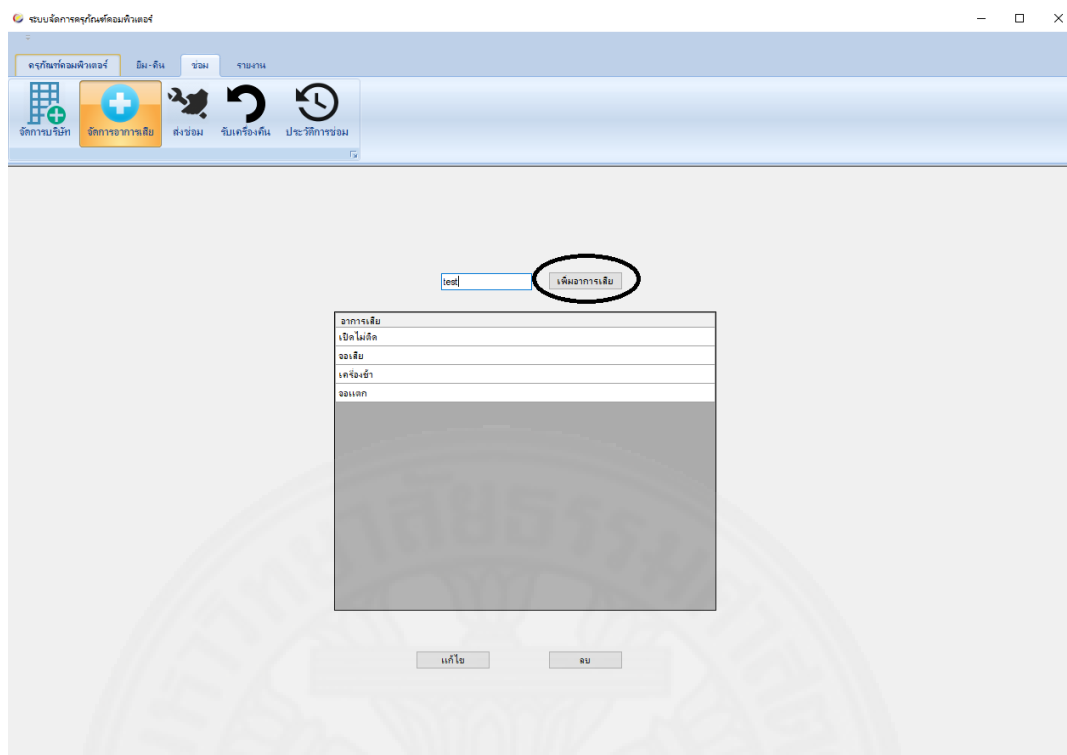 ระบบจัดการครุภัณฑ์คอมพิวเตอร์
ครุภัณฑ์คอมพิวเตอร์ ยืม-คืน ซ่อม รายงาน
จัดการบริษัท จัดการอาการเสีย ส่งซ่อม รับเครื่องคืน ประวัติการซ่อม
test เพิ่มอาการเสีย
อาการเสีย
เปิดไม่ติด
จอเสีย
เครื่องช้า
จอแตก
แก้ไข ลบ